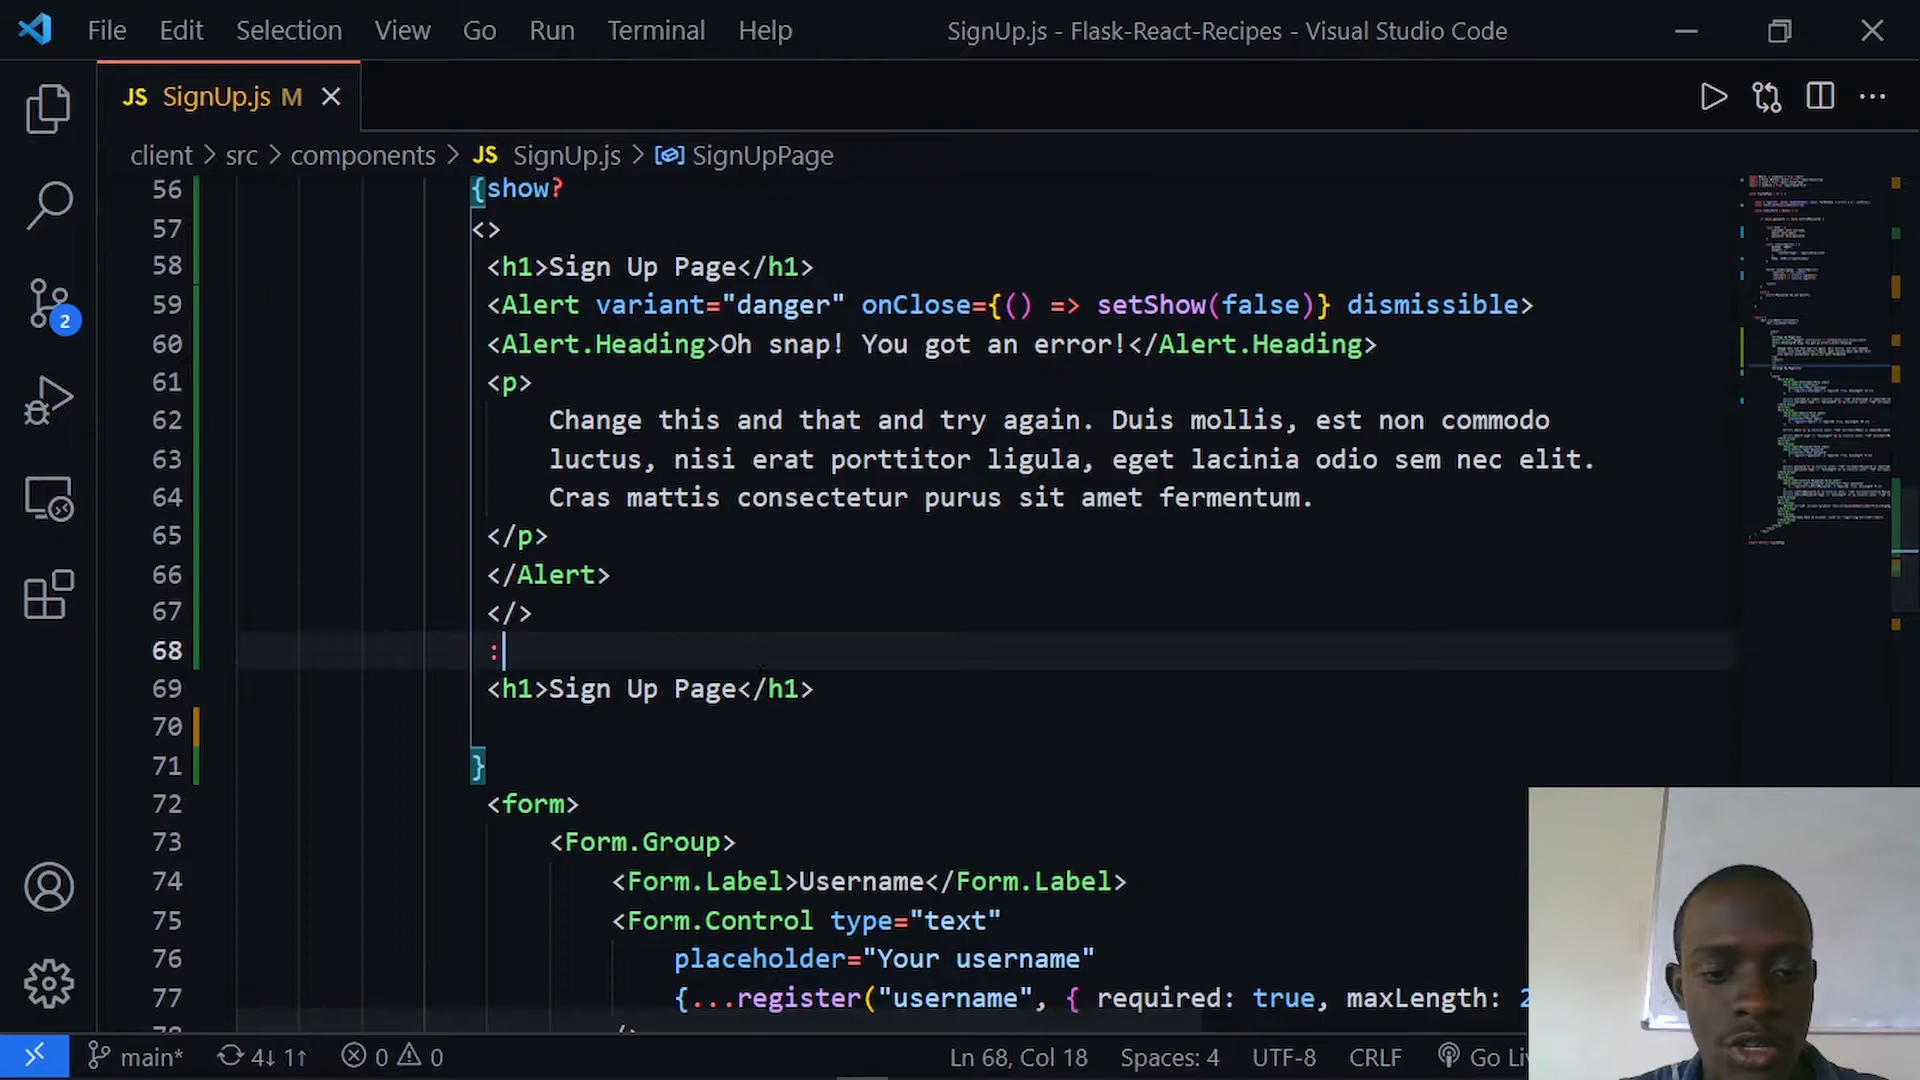 File Edit Selection View Go Run Terminal Help
SignUp.js - Flask-React-Recipes - Visual Studio Code
JS SignUp.js M
client > src > components > JS SignUp.js > SignUpPage
56 {show?
57 <>
58 <h1>Sign Up Page</h1>
59 <Alert variant="danger" onClose={() => setShow(false)} dismissible>
60 <Alert.Heading>Oh snap! You got an error!</Alert.Heading>
61 <p>
62 Change this and that and try again. Duis mollis, est non commodo
63 luctus, nisi erat porttitor ligula, eget lacinia odio sem nec elit.
64 Cras mattis consectetur purus sit amet fermentum.
65 </p>
66 </Alert>
67 </>
68 :
69 <h1>Sign Up Page</h1>
70
71 }
72 <form>
73 <Form.Group>
74 <Form.Label>Username</Form.Label>
75 <Form.Control type="text"
76 placeholder="Your username"
77 {...register("username", { required: true, maxLength: 2
2
main* 4↓ 1↑ 0 0 Ln 68, Col 18 Spaces: 4 UTF-8 CRLF Go Li